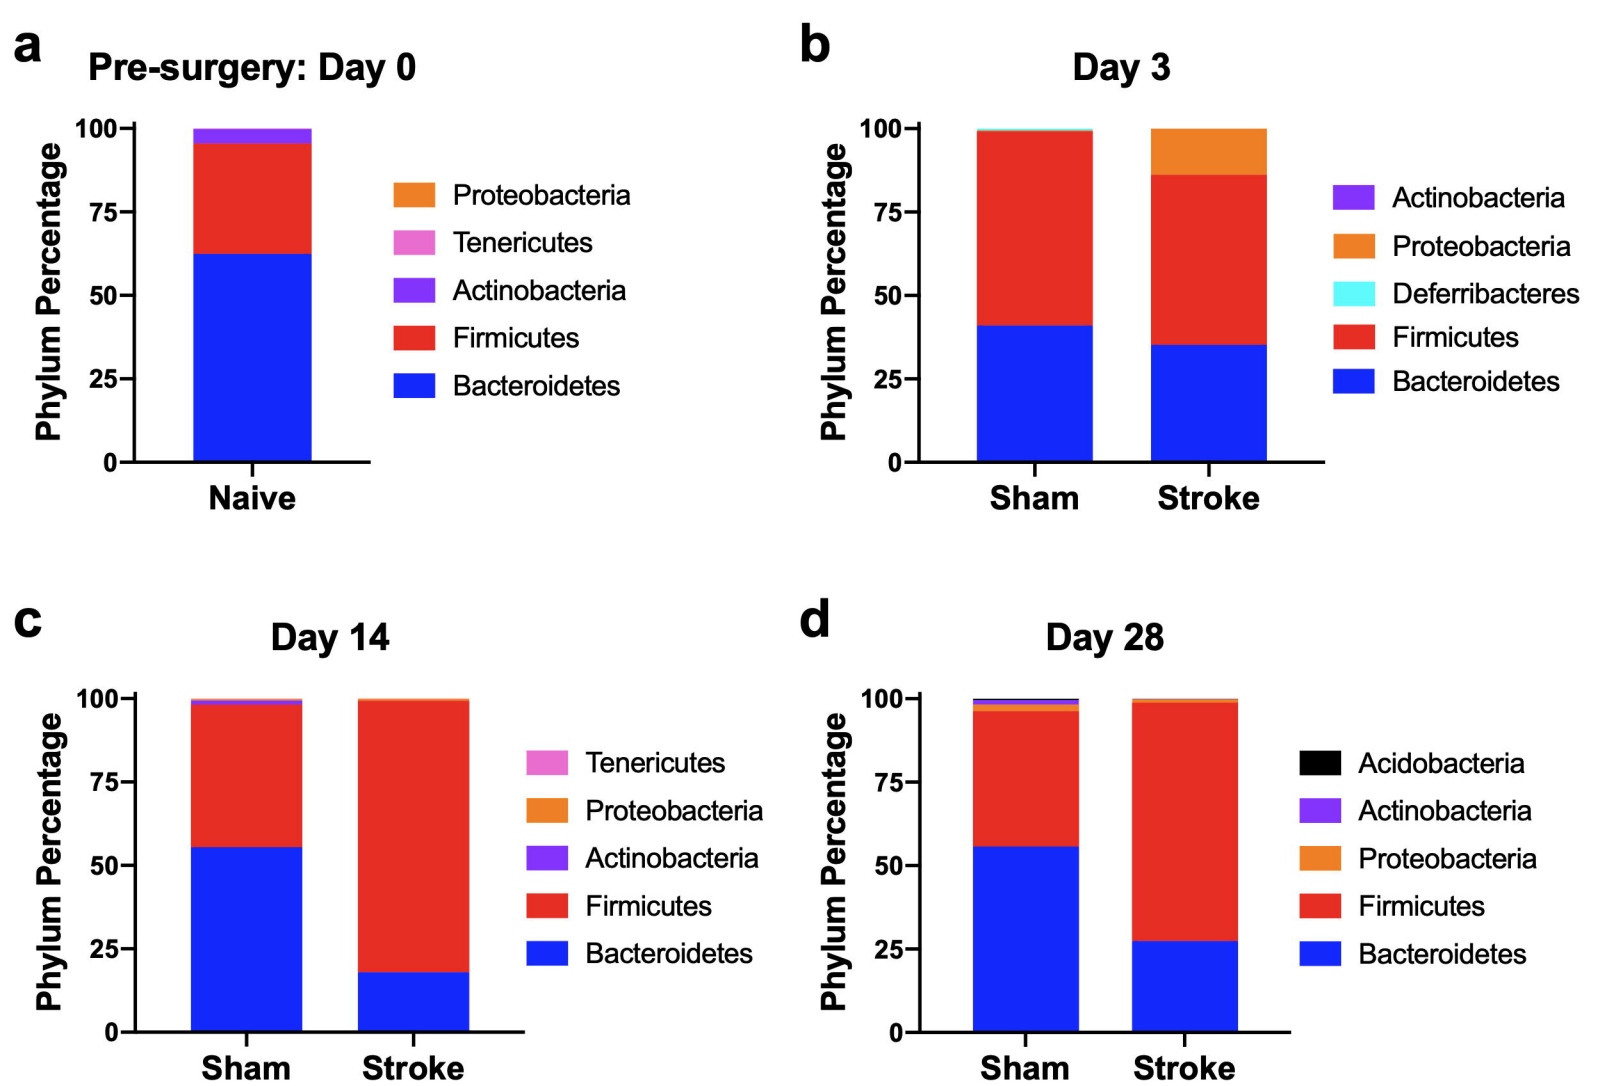 a
Pre-surgery: Day 0
Phylum Percentage
100
75
50
25
0
Naive
Proteobacteria
Tenericutes
Actinobacteria
Firmicutes
Bacteroidetes
b
Day 3
Phylum Percentage
100
75
50
25
0
Sham Stroke
Actinobacteria
Proteobacteria
Deferribacteres
Firmicutes
Bacteroidetes
c
Day 14
Phylum Percentage
100
75
50
25
0
Sham Stroke
Tenericutes
Proteobacteria
Actinobacteria
Firmicutes
Bacteroidetes
d
Day 28
Phylum Percentage
100
75
50
25
0
Sham Stroke
Acidobacteria
Actinobacteria
Proteobacteria
Firmicutes
Bacteroidetes